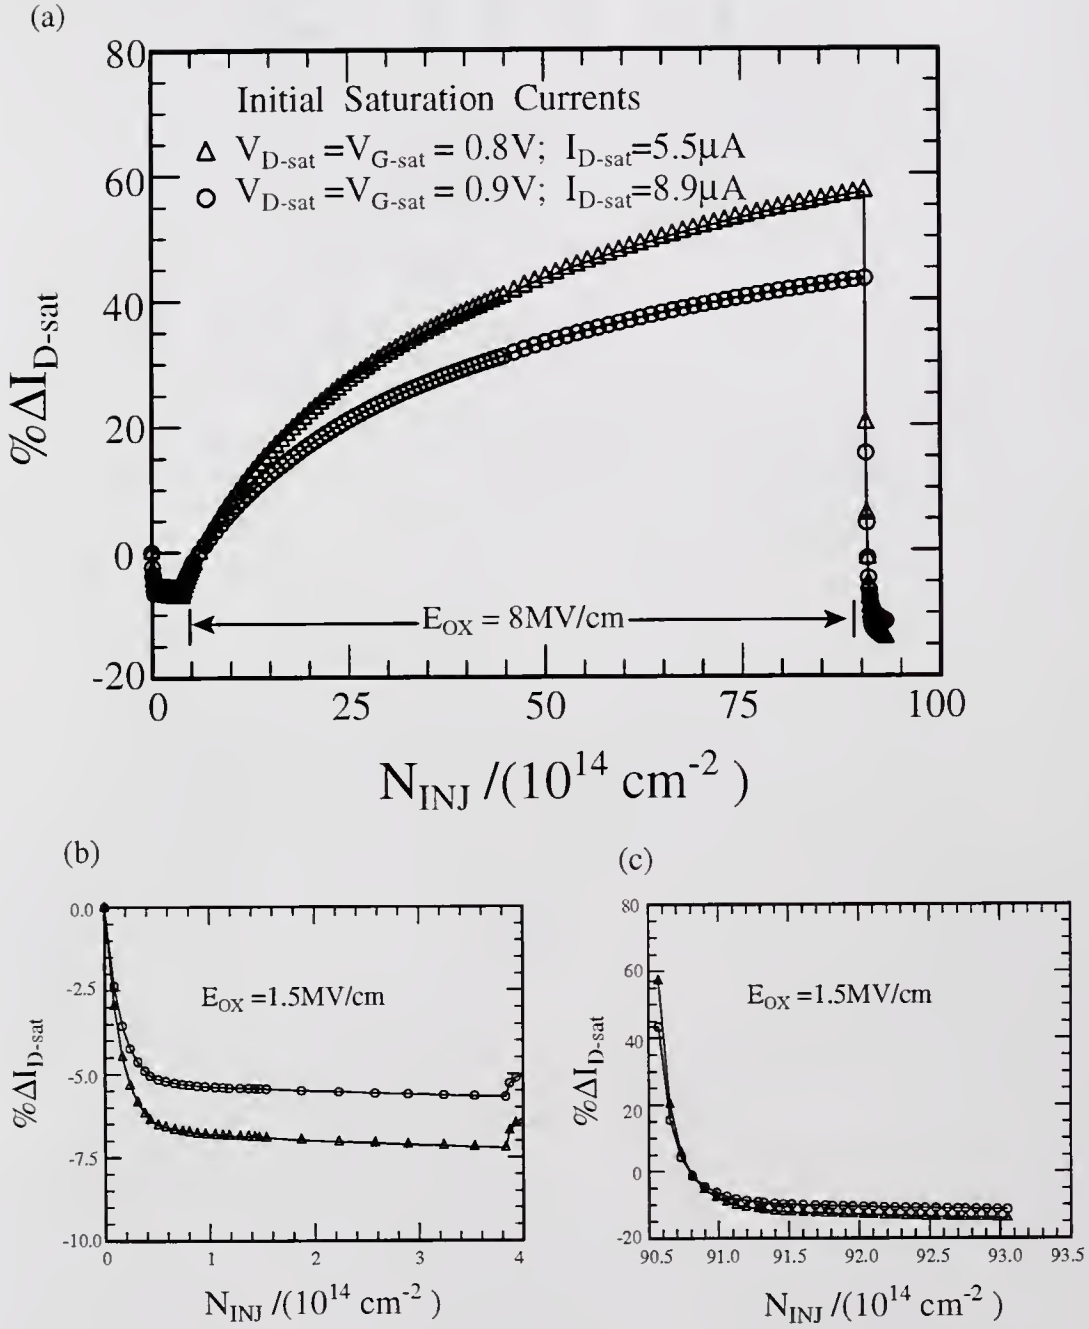 (a)
80
60
40
20
0
-20
%ΔI_D-sat
Initial Saturation Currents
△ V_D-sat =V_G-sat = 0.8V; I_D-sat=5.5μA
○ V_D-sat =V_G-sat = 0.9V; I_D-sat=8.9μA
E_OX = 8MV/cm
0 25 50 75 100
N_INJ /(10^14 cm^-2 )
(b)
0.0
-2.5
-5.0
-7.5
-10.0
%ΔI_D-sat
E_OX =1.5MV/cm
0 1 2 3 4
N_INJ /(10^14 cm^-2 )
(c)
80
60
40
20
0
-20
%ΔI_D-sat
E_OX =1.5MV/cm
90.5 91.0 91.5 92.0 92.5 93.0 93.5
N_INJ /(10^14 cm^-2 )